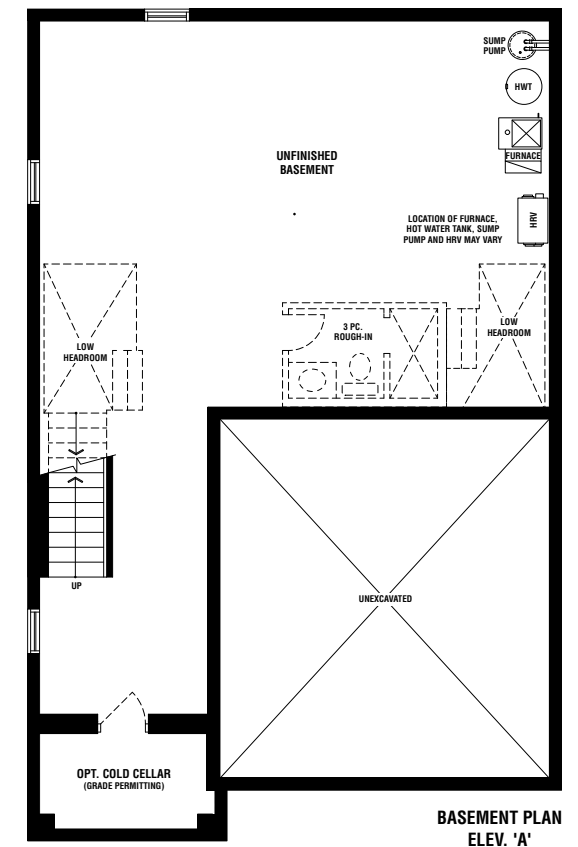 SUMP
PUMP
HWT
FURNACE
UNFINISHED
BASEMENT
HRV
LOCATION OF FURNACE,
HOT WATER TANK, SUMP
PUMP AND HRV MAY VARY
LOW
HEADROOM
3 PC.
ROUGH-IN
LOW
HEADROOM
UP
UNEXCAVATED
OPT. COLD CELLAR
(GRADE PERMITTING)
BASEMENT PLAN
ELEV. 'A'